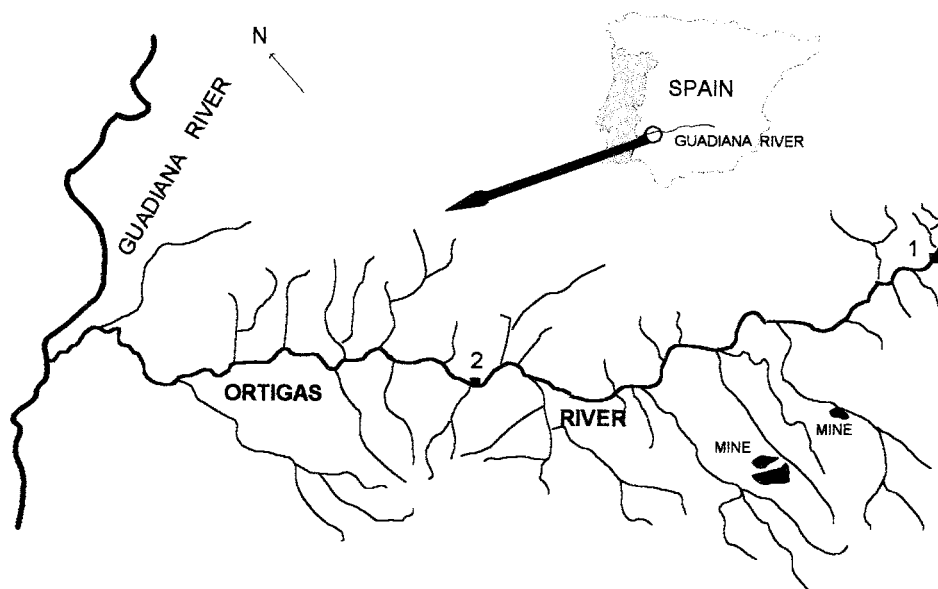 N
SPAIN
GUADIANA RIVER
GUADIANA RIVER
1
2
ORTIGAS
RIVER
MINE
MINE